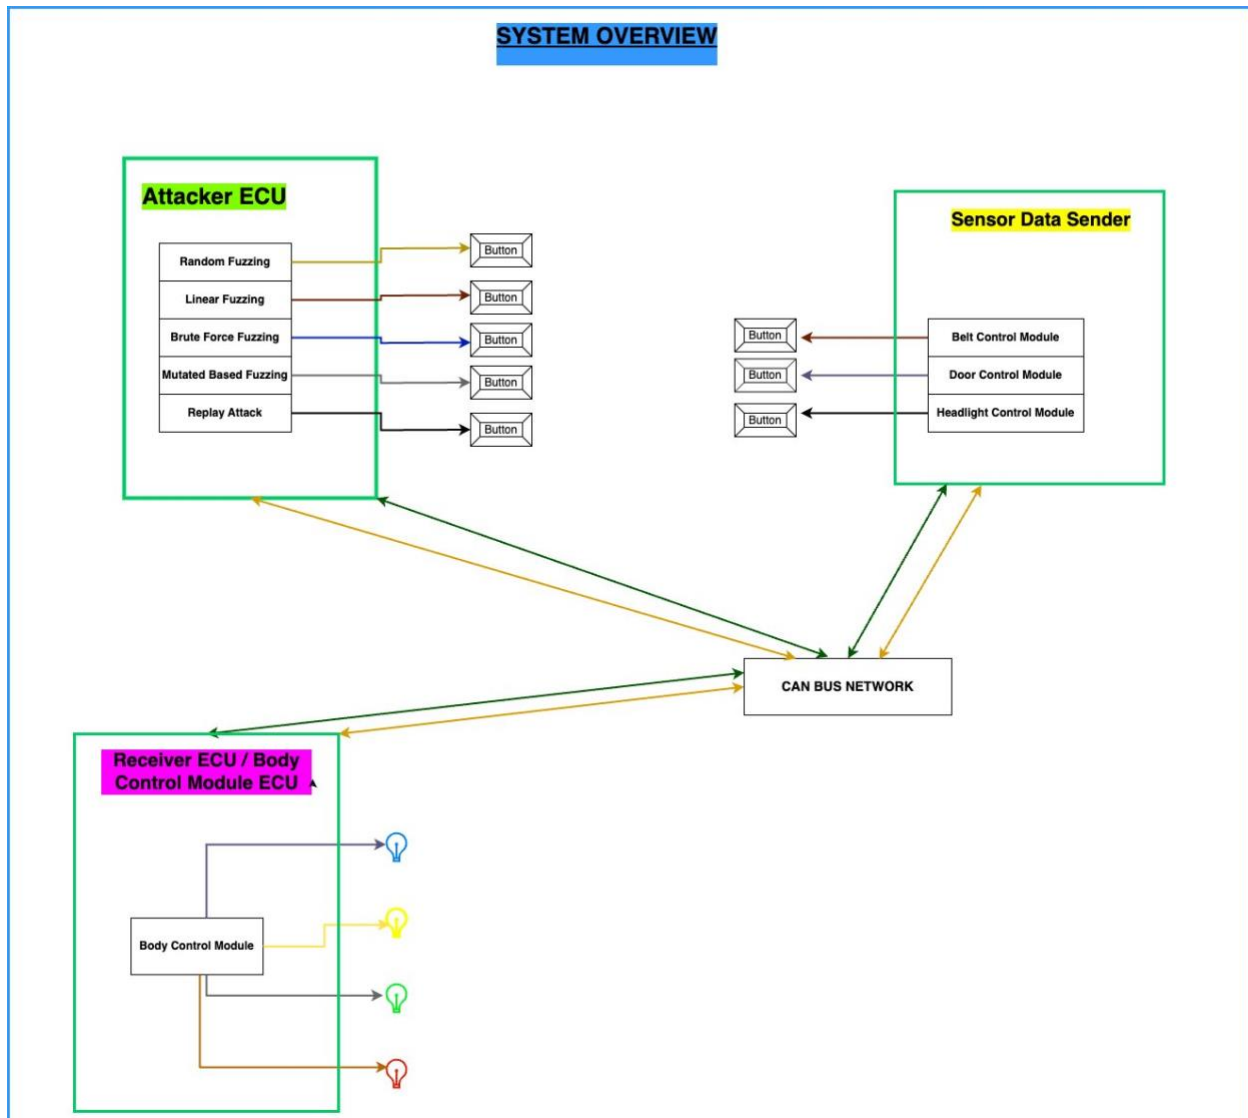 SYSTEM OVERVIEW
Attacker ECU
Random Fuzzing
Linear Fuzzing
Brute Force Fuzzing
Mutated Based Fuzzing
Replay Attack
Button
Button
Button
Button
Button
Sensor Data Sender
Button
Button
Button
Belt Control Module
Door Control Module
Headlight Control Module
CAN BUS NETWORK
Receiver ECU / Body
Control Module ECU
Body Control Module